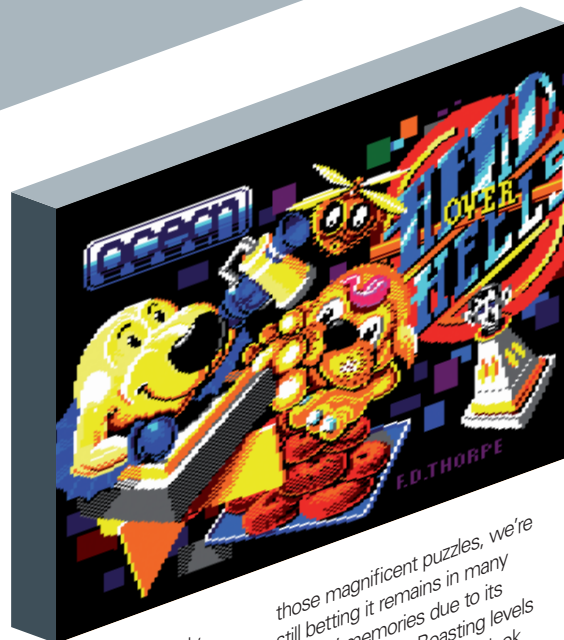 ocean
HEAD
OVER
HEELS
F.D.THORPE
those magnificent puzzles, we're
still betting it remains in many
memories due to its
Boasting levels